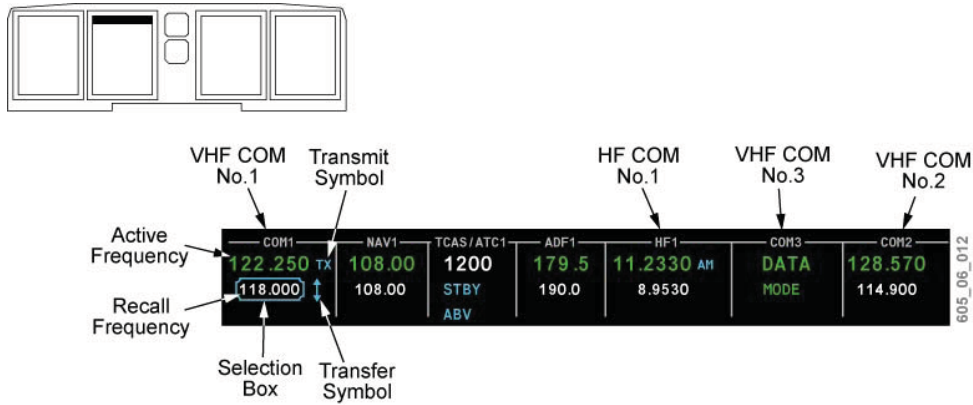 VHF COM
No.1
Transmit
Symbol
HF COM
No.1
VHF COM
No.3
VHF COM
No.2
Active
Frequency
Recall
Frequency
COM1 NAV1 TCAS/ATC1 ADF1 HF1 COM3 COM2
122.250 TX 108.00 1200 179.5 11.2330 AM DATA 128.570
118.000 108.00 STBY 190.0 8.9530 MODE 114.900
ABV
Selection
Box
Transfer
Symbol
605_06_012